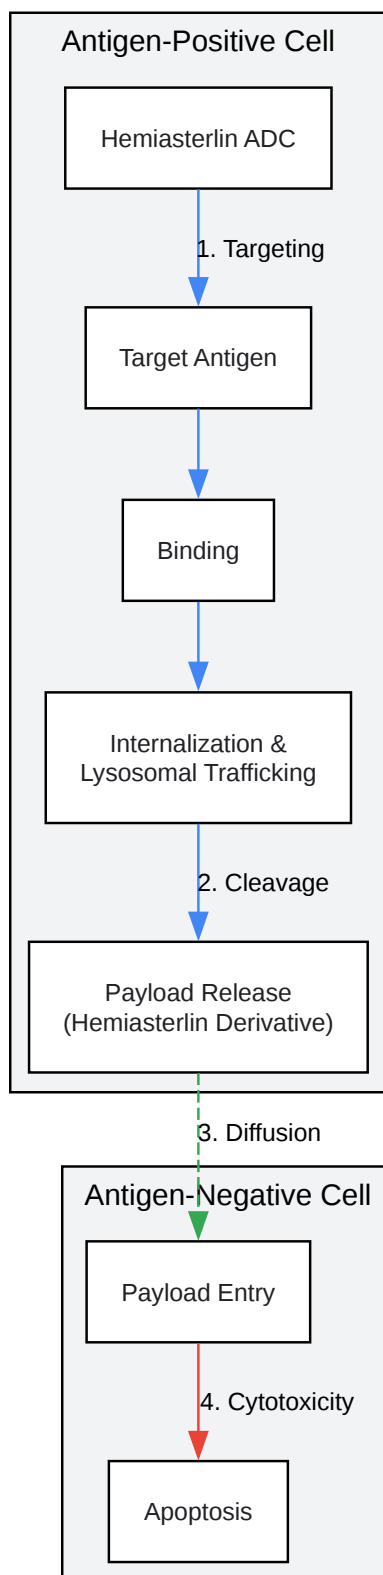 Antigen-Positive Cell
Hemiasterlin ADC
1. Targeting
Target Antigen
Binding
Internalization &
Lysosomal Trafficking
2. Cleavage
Payload Release
(Hemiasterlin Derivative)
3. Diffusion
Antigen-Negative Cell
Payload Entry
4. Cytotoxicity
Apoptosis